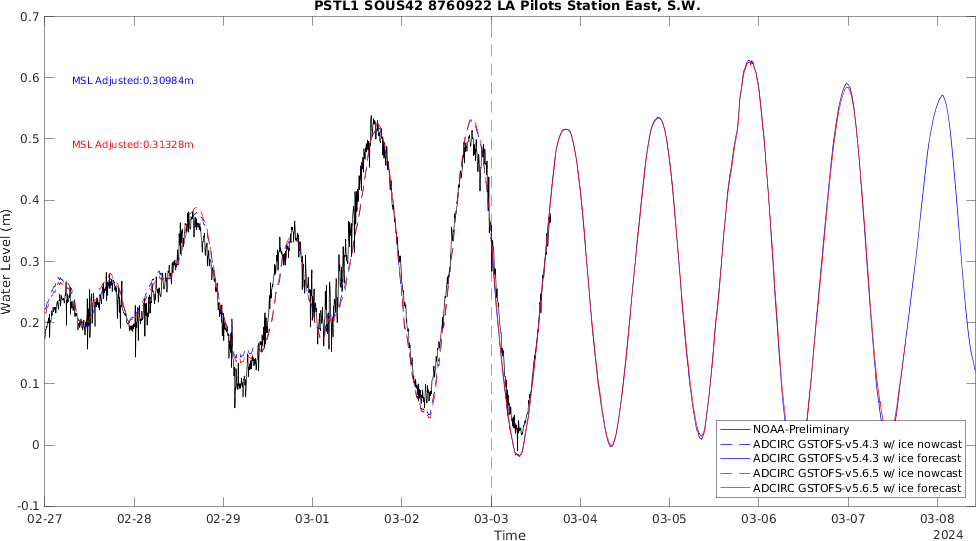 PSTL1 SOUS42 8760922 LA Pilots Station East, S.W.
0.7
0.6
0.5
0.4
0.3
0.2
0.1
0
-0.1
Water Level (m)
MSL Adjusted:0.30984m
MSL Adjusted:0.31328m
NOAA-Preliminary
ADCIRC GSTOFS-v5.4.3 w/ ice nowcast
ADCIRC GSTOFS-v5.4.3 w/ ice forecast
ADCIRC GSTOFS-v5.6.5 w/ ice nowcast
ADCIRC GSTOFS-v5.6.5 w/ ice forecast
02-27 02-28 02-29 03-01 03-02 03-03 03-04 03-05 03-06 03-07 03-08
2024
Time